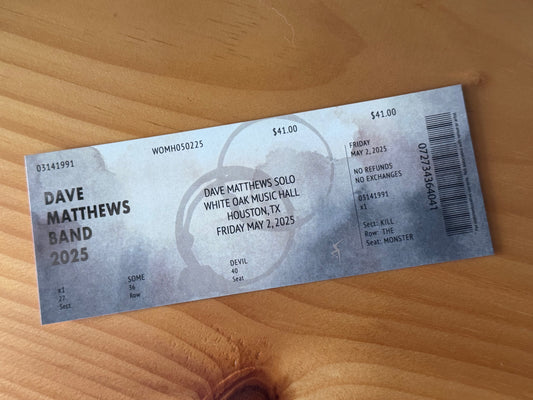 03141991
WOMH050225
$41.00
$41.00
DAVE
MATTHEWS
BAND
2025
DAVE MATTHEWS SOLO
WHITE OAK MUSIC HALL
HOUSTON, TX
FRIDAY MAY 2, 2025
x1
27
Sect
SOME
36
Row
DEVIL
40
Seat
FRIDAY
MAY 2, 2025
NO REFUNDS
NO EXCHANGES
03141991
x1
Sect: KILL
Row: THE
Seat: MONSTER
072734364041